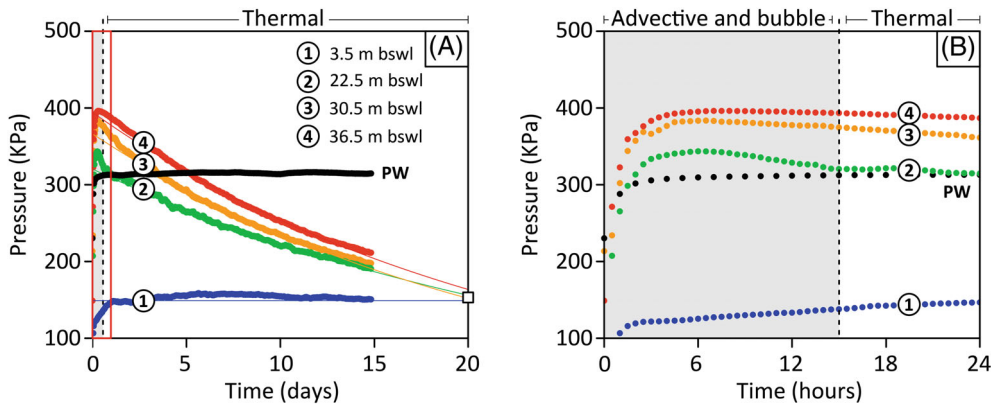 Thermal
(A)
500
400
300
200
100
Pressure (KPa)
1 3.5 m bswl
2 22.5 m bswl
3 30.5 m bswl
4 36.5 m bswl
4
3
2
PW
1
0 5 10 15 20
Time (days)
Advective and bubble Thermal
(B)
500
400
300
200
100
Pressure (KPa)
4
3
2
PW
1
0 6 12 18 24
Time (hours)